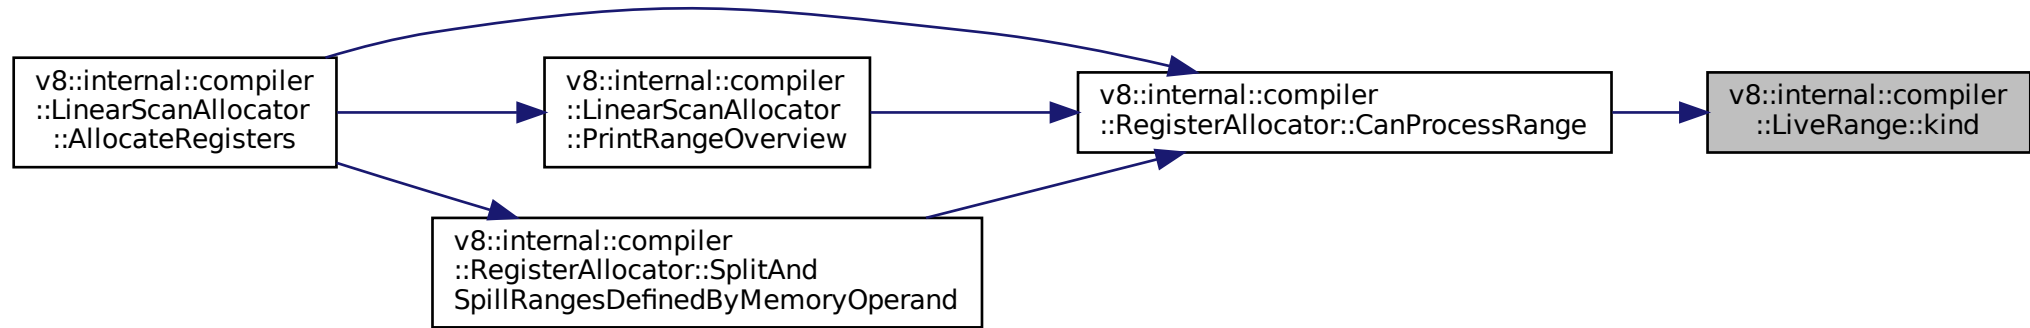 v8::internal::compiler
::LinearScanAllocator
::AllocateRegisters
v8::internal::compiler
::LinearScanAllocator
::PrintRangeOverview
v8::internal::compiler
::RegisterAllocator::SplitAnd
SpillRangesDefinedByMemoryOperand
v8::internal::compiler
::RegisterAllocator::CanProcessRange
v8::internal::compiler
::LiveRange::kind